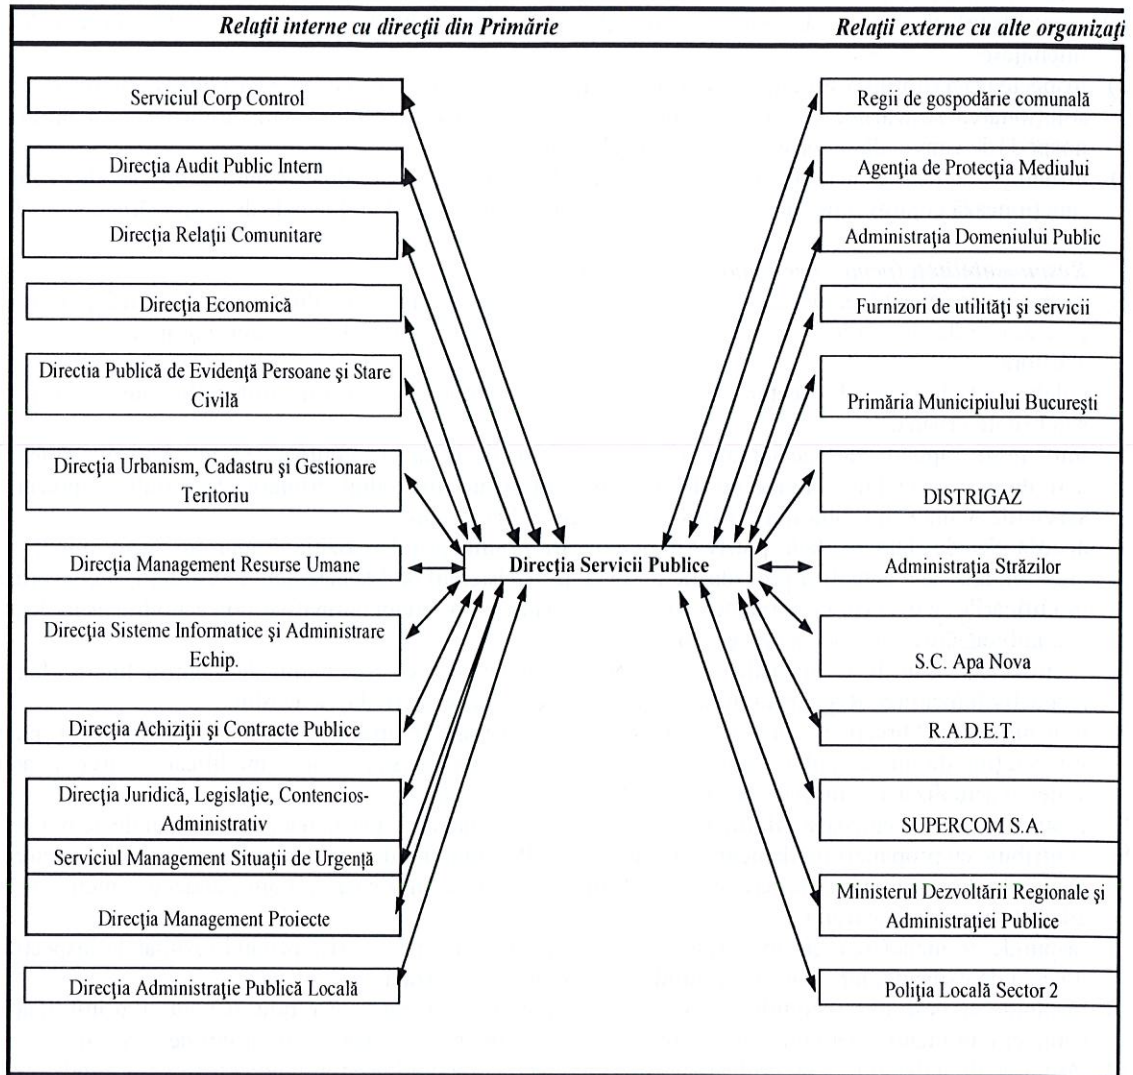 Relații interne cu direcții din Primărie
Relații externe cu alte organizați
Serviciul Corp Control
Direcția Audit Public Intern
Direcția Relații Comunitare
Direcția Economică
Directia Publică de Evidență Persoane și Stare
Civilă
Direcția Urbanism, Cadastru și Gestionare
Teritoriu
Direcția Management Resurse Umane
Direcția Sisteme Informatice și Administrare
Echip.
Direcția Achiziții și Contracte Publice
Direcția Juridică, Legislație, Contencios-
Administrativ
Serviciul Management Situații de Urgență
Direcția Management Proiecte
Direcția Administrație Publică Locală
Direcția Servicii Publice
Regii de gospodărie comunală
Agenția de Protecția Mediului
Administrația Domeniului Public
Furnizori de utilități și servicii
Primăria Municipiului București
DISTRIGAZ
Administrația Străzilor
S.C. Apa Nova
R.A.D.E.T.
SUPERCOM S.A.
Ministerul Dezvoltării Regionale și
Administrației Publice
Poliția Locală Sector 2